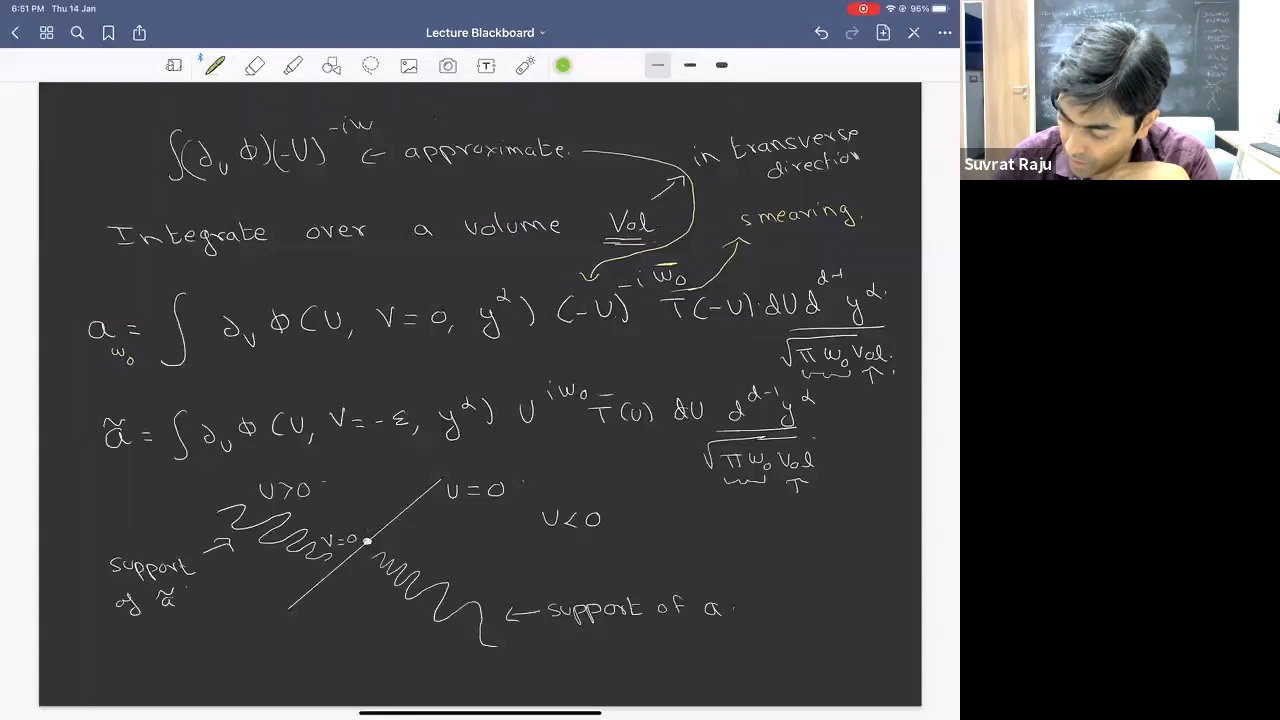 6:51 PM Thu 14 Jan
96%
Lecture Blackboard
Suvrat Raju
∫(∂_U Φ)(-U)^{-iω} ← approximate.
in transverse
direction
Integrate over a volume Vol
smearing.
a_{ω₀} = ∫ ∂_U Φ(U, V=0, y^α) (-U)^{-iω₀} T(-U) dU d^{d-1}y^α / √(πω₀ Vol)
ã = ∫ ∂_U Φ(U, V=-ε, y^α) U^{iω₀} T(U) dU d^{d-1}y^α / √(πω₀ Vol)
U>0
U=0
U<0
V=0
support
of ã
← support of a.